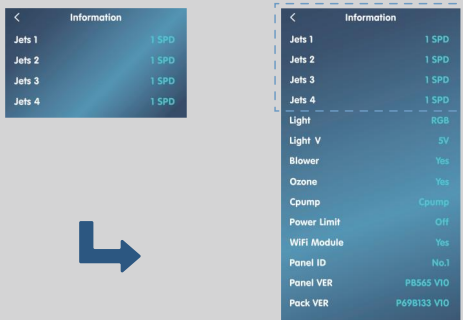 Information
Jets 1 1 SPD
Jets 2 1 SPD
Jets 3 1 SPD
Jets 4 1 SPD
Information
Jets 1 1 SPD
Jets 2 1 SPD
Jets 3 1 SPD
Jets 4 1 SPD
Light RGB
Light V 5V
Blower Yes
Ozone Yes
Cpump Cpump
Power Limit Off
WiFi Module Yes
Panel ID No.1
Panel VER PB565 V10
Pack VER P69B133 V10